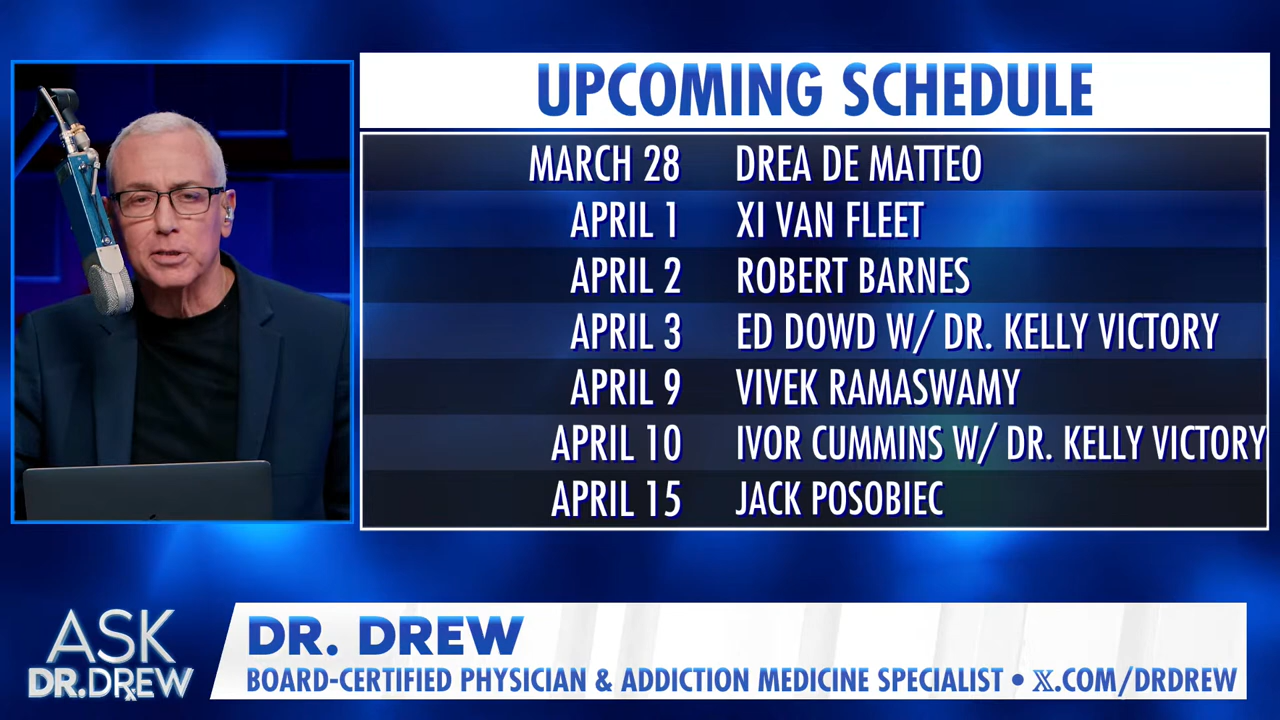 UPCOMING SCHEDULE
MARCH 28 DREA DE MATTEO
APRIL 1 XI VAN FLEET
APRIL 2 ROBERT BARNES
APRIL 3 ED DOWD W/ DR. KELLY VICTORY
APRIL 9 VIVEK RAMASWAMY
APRIL 10 IVOR CUMMINS W/ DR. KELLY VICTORY
APRIL 15 JACK POSOBIEC
ASK
DR.DREW
DR. DREW
BOARD-CERTIFIED PHYSICIAN & ADDICTION MEDICINE SPECIALIST • 𝕏.COM/DRDREW